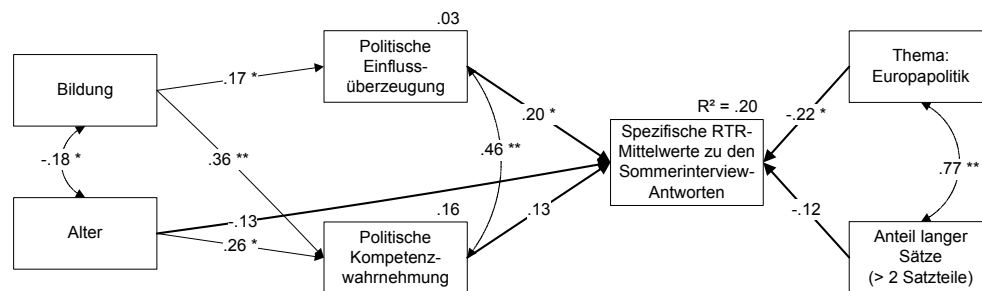 .03
Politische
Einfluss-
überzeugung
Thema:
Europapolitik
Bildung
.17 *
R² = .20
.20 *
-.22 *
Spezifische RTR-
Mittelwerte zu den
Sommerinterview-
Antworten
-.18 *
.36 **
.46 **
.77 **
.16
-.13
.13
-.12
Alter
.26 *
Politische
Kompetenz-
wahrnehmung
Anteil langer
Sätze
(> 2 Satzteile)